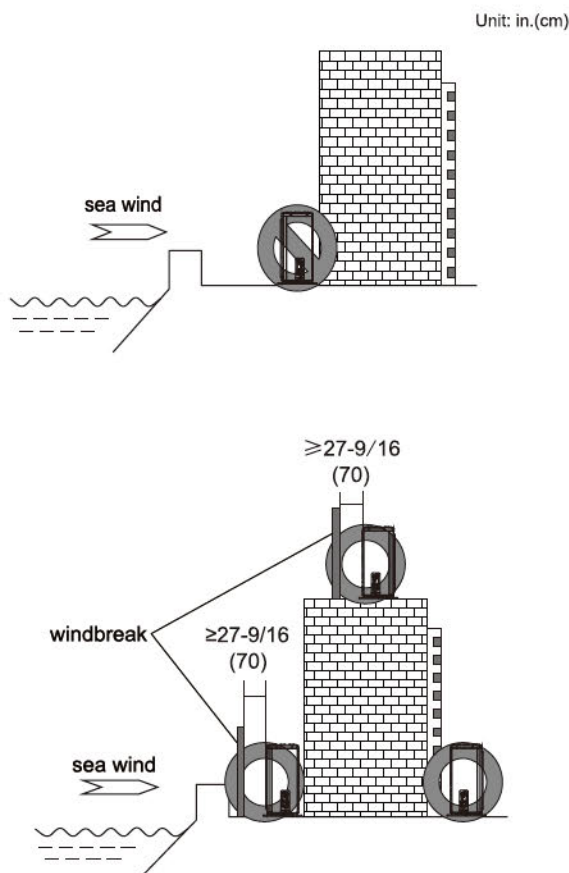 Unit: in.(cm)
sea wind
≥27-9/16
(70)
windbreak
≥27-9/16
(70)
sea wind